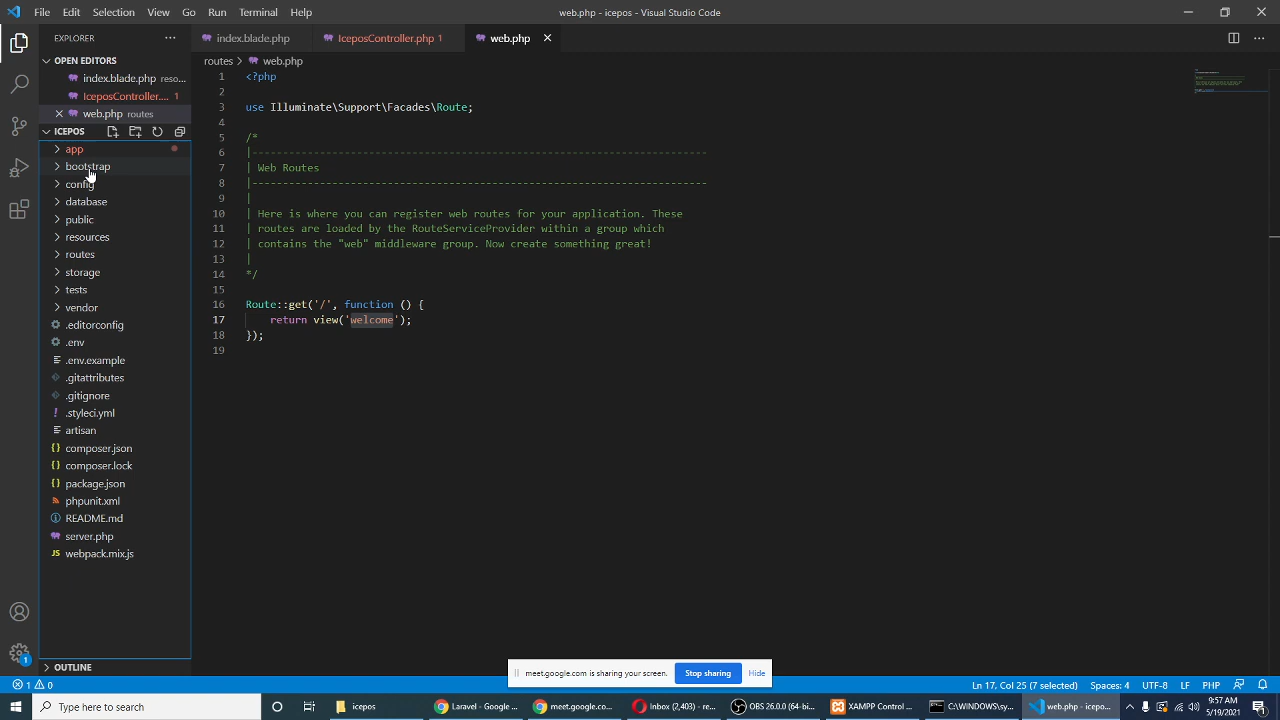 File Edit Selection View Go Run Terminal Help
web.php - icepos - Visual Studio Code
EXPLORER
index.blade.php
IceposController.php 1
web.php
OPEN EDITORS
index.blade.php reso...
IceposController.... 1
web.php routes
ICEPOS
app
bootstrap
config
database
public
resources
routes
storage
tests
vendor
.editorconfig
.env
.env.example
.gitattributes
.gitignore
.styleci.yml
artisan
composer.json
composer.lock
package.json
phpunit.xml
README.md
server.php
webpack.mix.js
OUTLINE
routes > web.php
1 <?php
2
3 use Illuminate\Support\Facades\Route;
4
5 /*
6 |--------------------------------------------------------------------------
7 | Web Routes
8 |--------------------------------------------------------------------------
9 |
10 | Here is where you can register web routes for your application. These
11 | routes are loaded by the RouteServiceProvider within a group which
12 | contains the "web" middleware group. Now create something great!
13 |
14 */
15
16 Route::get('/', function () {
17     return view('welcome');
18 });
19
meet.google.com is sharing your screen. Stop sharing Hide
1 0
Ln 17, Col 25 (7 selected) Spaces: 4 UTF-8 LF PHP
1
Type here to search
icepos
Laravel - Google ...
meet.google.co...
Inbox (2,403) - re...
OBS 26.0.0 (64-bi...
XAMPP Control ...
C:\WINDOWS\sy...
web.php - icepo...
9:57 AM
5/19/2021